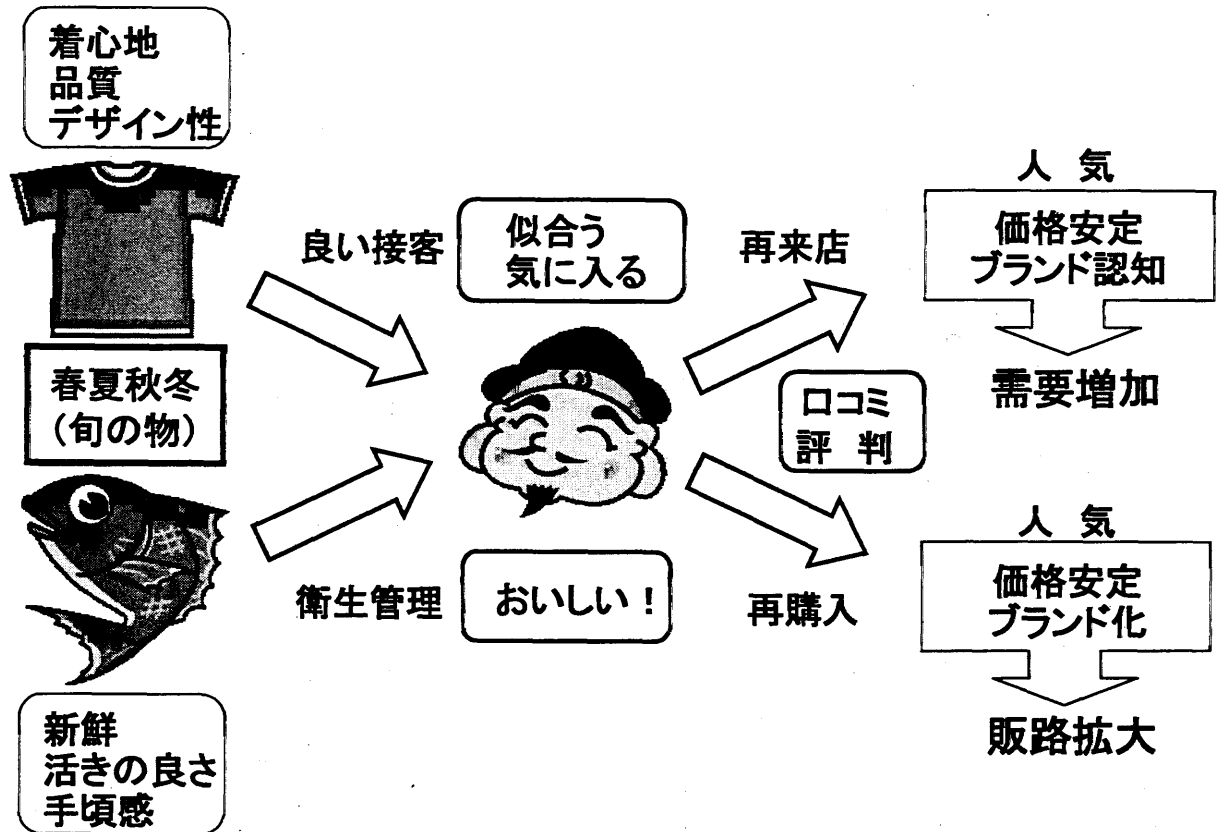 着心地
品質
デザイン性
春夏秋冬
(旬の物)
新鮮
活きの良さ
手頃感
良い接客
衛生管理
似合う
気に入る
おいしい！
再来店
口コミ
評 判
再購入
人 気
価格安定
ブランド認知
需要増加
人 気
価格安定
ブランド化
販路拡大